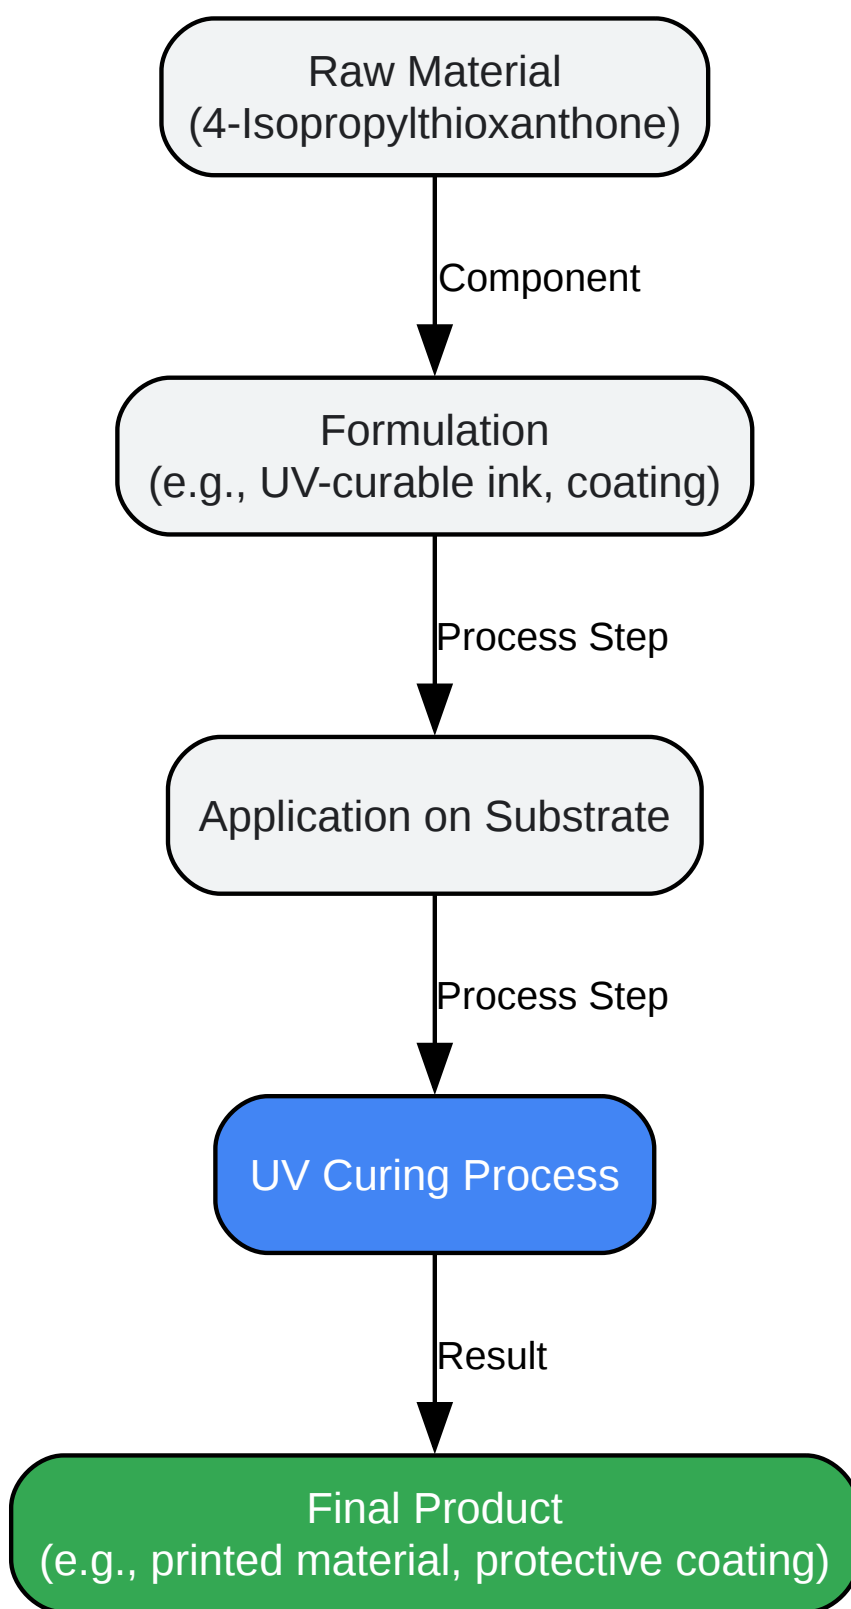 Raw Material
(4-Isopropylthioxanthone)
Component
Formulation
(e.g., UV-curable ink, coating)
Process Step
Application on Substrate
Process Step
UV Curing Process
Result
Final Product
(e.g., printed material, protective coating)